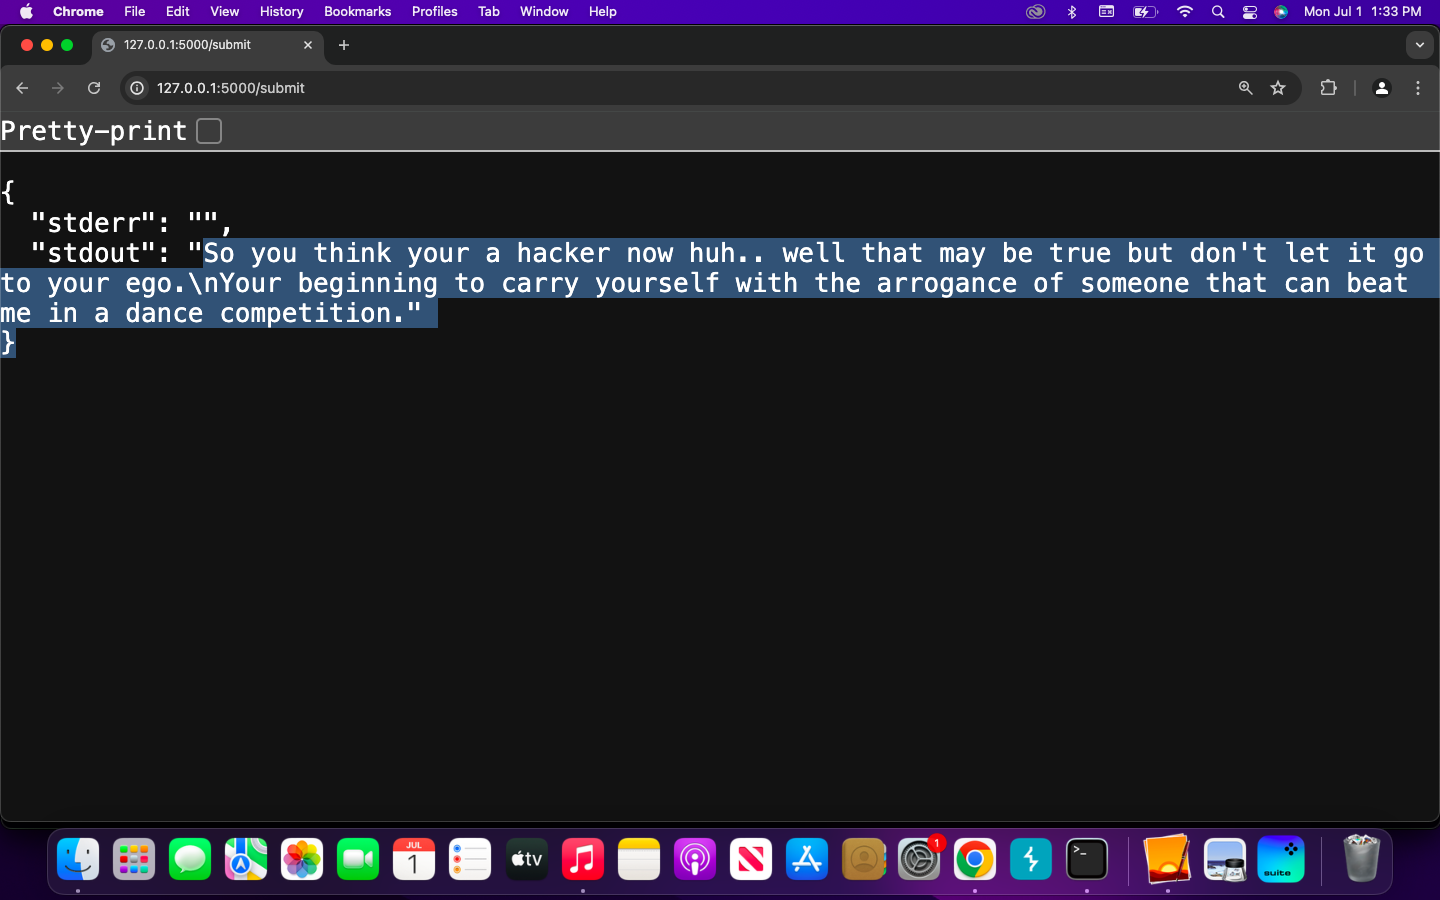 Chrome File Edit View History Bookmarks Profiles Tab Window Help Mon Jul 1 1:33 PM
127.0.0.1:5000/submit
127.0.0.1:5000/submit
Pretty-print
{
"stderr": "",
"stdout": "So you think your a hacker now huh.. well that may be true but don't let it go
to your ego.\nYour beginning to carry yourself with the arrogance of someone that can beat
me in a dance competition."
}
JUL
1
tv
1
>_
suite